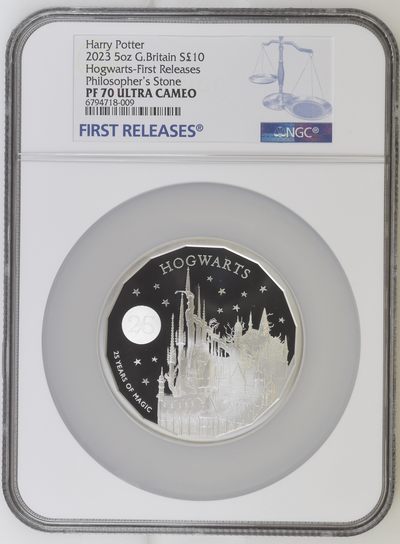 Harry Potter
2023 5oz G.Britain S£10
Hogwarts-First Releases
Philosopher's Stone
PF 70 ULTRA CAMEO
6794718-009
FIRST RELEASES®
NGC®
HOGWARTS
25
25 YEARS OF MAGIC